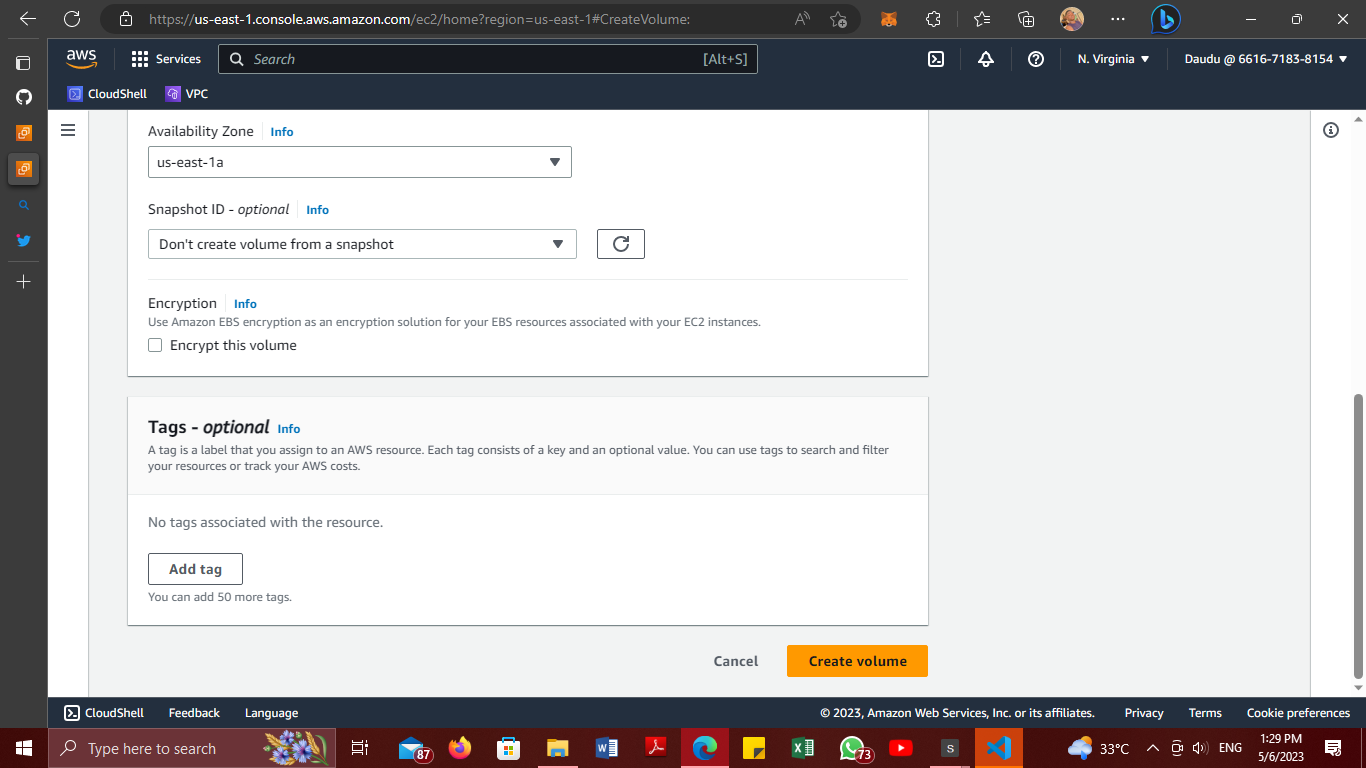 https://us-east-1.console.aws.amazon.com/ec2/home?region=us-east-1#CreateVolume:
aws
Services
Search
[Alt+S]
N. Virginia
Daudu @ 6616-7183-8154
CloudShell
VPC
Availability Zone
Info
us-east-1a
Snapshot ID - optional
Info
Don't create volume from a snapshot
Encryption
Info
Use Amazon EBS encryption as an encryption solution for your EBS resources associated with your EC2 instances.
Encrypt this volume
Tags - optional
Info
A tag is a label that you assign to an AWS resource. Each tag consists of a key and an optional value. You can use tags to search and filter
your resources or track your AWS costs.
No tags associated with the resource.
Add tag
You can add 50 more tags.
Cancel
Create volume
CloudShell
Feedback
Language
© 2023, Amazon Web Services, Inc. or its affiliates.
Privacy
Terms
Cookie preferences
Type here to search
87
73
S
33°C
ENG
1:29 PM
5/6/2023